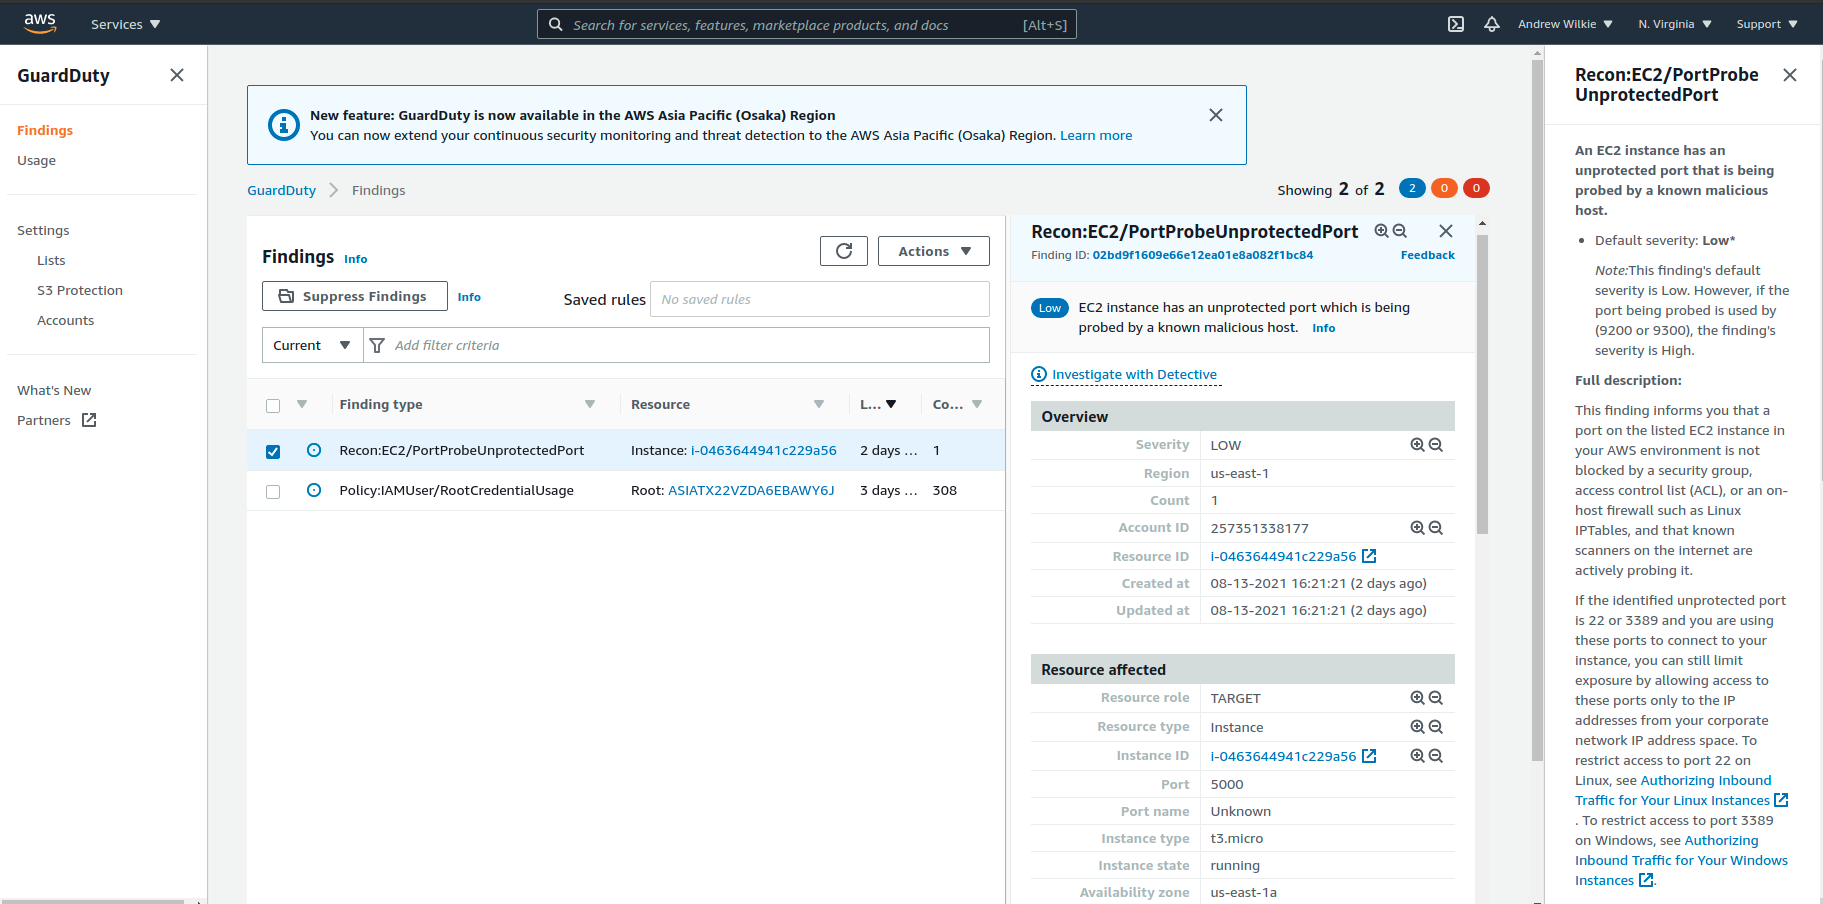 aws
Services
Search for services, features, marketplace products, and docs [Alt+S]
Andrew Wilkie
N. Virginia
Support
GuardDuty
Findings
Usage
Settings
Lists
S3 Protection
Accounts
What's New
Partners
New feature: GuardDuty is now available in the AWS Asia Pacific (Osaka) Region
You can now extend your continuous security monitoring and threat detection to the AWS Asia Pacific (Osaka) Region. Learn more
GuardDuty Findings
Showing 2 of 2 2 0 0
Findings Info
Actions
Suppress Findings Info
Saved rules No saved rules
Current Add filter criteria
Finding type Resource L... Co...
Recon:EC2/PortProbeUnprotectedPort Instance: i-0463644941c229a56 2 days ... 1
Policy:IAMUser/RootCredentialUsage Root: ASIATX22VZDA6EBAWY6J 3 days ... 308
Recon:EC2/PortProbeUnprotectedPort
Finding ID: 02bd9f1609e66e12ea01e8a082f1bc84 Feedback
Low EC2 instance has an unprotected port which is being
probed by a known malicious host. Info
Investigate with Detective
Overview
Severity LOW
Region us-east-1
Count 1
Account ID 257351338177
Resource ID i-0463644941c229a56
Created at 08-13-2021 16:21:21 (2 days ago)
Updated at 08-13-2021 16:21:21 (2 days ago)
Resource affected
Resource role TARGET
Resource type Instance
Instance ID i-0463644941c229a56
Port 5000
Port name Unknown
Instance type t3.micro
Instance state running
Availability zone us-east-1a
Recon:EC2/PortProbe
UnprotectedPort
An EC2 instance has an
unprotected port that is being
probed by a known malicious
host.
• Default severity: Low*
Note:This finding's default
severity is Low. However, if the
port being probed is used by
(9200 or 9300), the finding's
severity is High.
Full description:
This finding informs you that a
port on the listed EC2 instance in
your AWS environment is not
blocked by a security group,
access control list (ACL), or an on-
host firewall such as Linux
IPTables, and that known
scanners on the internet are
actively probing it.
If the identified unprotected port
is 22 or 3389 and you are using
these ports to connect to your
instance, you can still limit
exposure by allowing access to
these ports only to the IP
addresses from your corporate
network IP address space. To
restrict access to port 22 on
Linux, see Authorizing Inbound
Traffic for Your Linux Instances
. To restrict access to port 3389
on Windows, see Authorizing
Inbound Traffic for Your Windows
Instances .